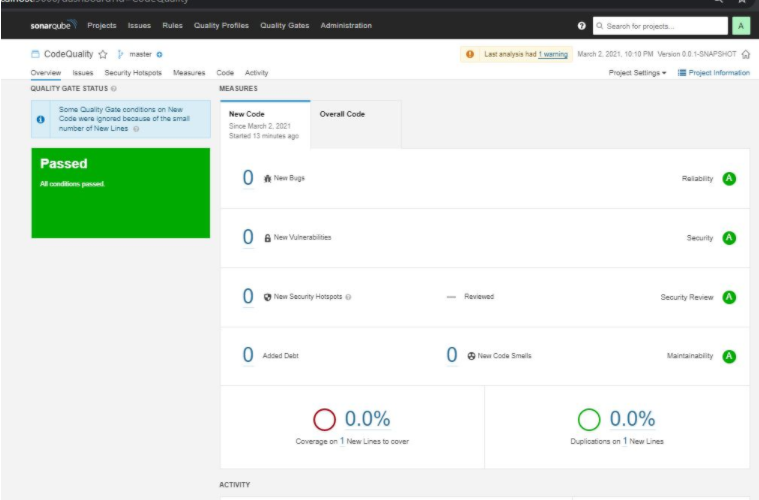 sonarqube Projects Issues Rules Quality Profiles Quality Gates Administration ? Search for projects... A
CodeQuality master Last analysis had 1 warning March 2, 2021, 10:10 PM Version 0.0.1-SNAPSHOT
Overview Issues Security Hotspots Measures Code Activity Project Settings Project Information
QUALITY GATE STATUS
Some Quality Gate conditions on New
Code were ignored because of the small
number of New Lines
Passed
All conditions passed.
MEASURES
New Code
Since March 2, 2021
Started 13 minutes ago
Overall Code
0 New Bugs Reliability A
0 New Vulnerabilities Security A
0 New Security Hotspots — Reviewed Security Review A
0 Added Debt 0 New Code Smells Maintainability A
0.0%
Coverage on 1 New Lines to cover
0.0%
Duplications on 1 New Lines
ACTIVITY